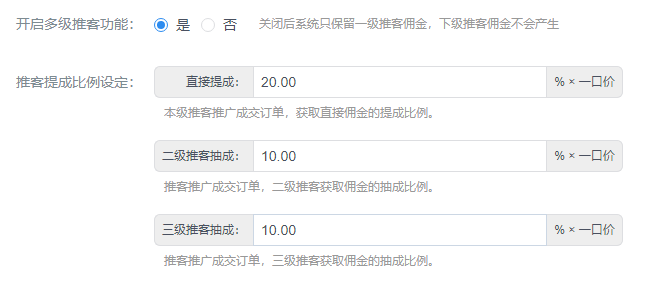 开启多级推客功能： 是 否 关闭后系统只保留一级推客佣金，下级推客佣金不会产生
推客提成比例设定： 直接提成： 20.00 % × 一口价
本级推客推广成交订单，获取直接佣金的提成比例。
二级推客抽成： 10.00 % × 一口价
推客推广成交订单，二级推客获取佣金的抽成比例。
三级推客抽成： 10.00 % × 一口价
推客推广成交订单，三级推客获取佣金的抽成比例。